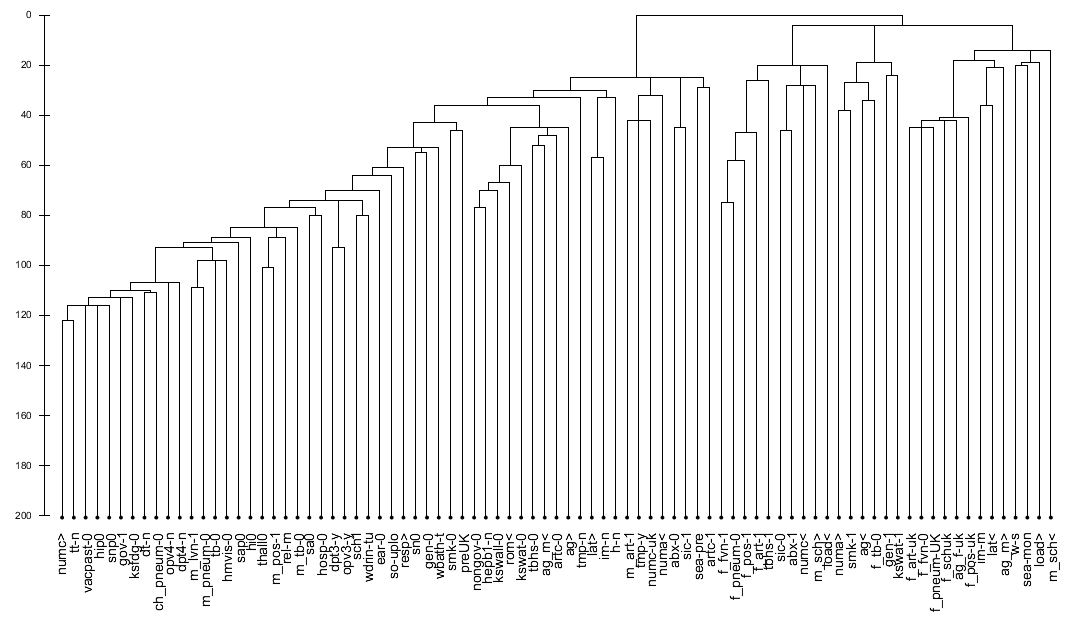 0
20
40
60
80
100
120
140
160
180
200
numc>
tt-n
vacpast-0
hip0
snp0
gov-1
ksfdg-0
dt-n
ch_pneum-0
opv4-n
dpt4-n
m_lvn-1
m_pneum-0
tb-0
hmvis-0
sap0
hi0
thall0
m_pos-1
rel-m
m_tb-0
sa0
hosp-0
dpt3-y
opv3-y
sch1
wdrin-tu
ear-0
so-uplo
resp>
sn0
gen-0
wbath-t
smk-0
preUK
nongov-0
hepb1-n
kswall-0
rom<
kswat-0
tbhs-0
ag_m<
arrtc-0
ag>
tmp-n
lat>
im-n
h-n
m_art-1
tmp-y
numc-uk
numa<
abx-0
sic-1
sea-pre
arrtc-1
f_fvn-1
f_pneum-0
f_pos-1
f_art-1
tbhs-1
sic-0
abx-1
numc<
m_sch>
load<
numa>
smk-1
ag<
f_tb-0
gen-1
kswat-1
f_art-uk
f_fvn-uk
f_pneum-UK
f_schuk
ag_f-uk
f_pos-uk
inf-m
lat<
ag_m>
w-s
sea-mon
load>
m_sch<